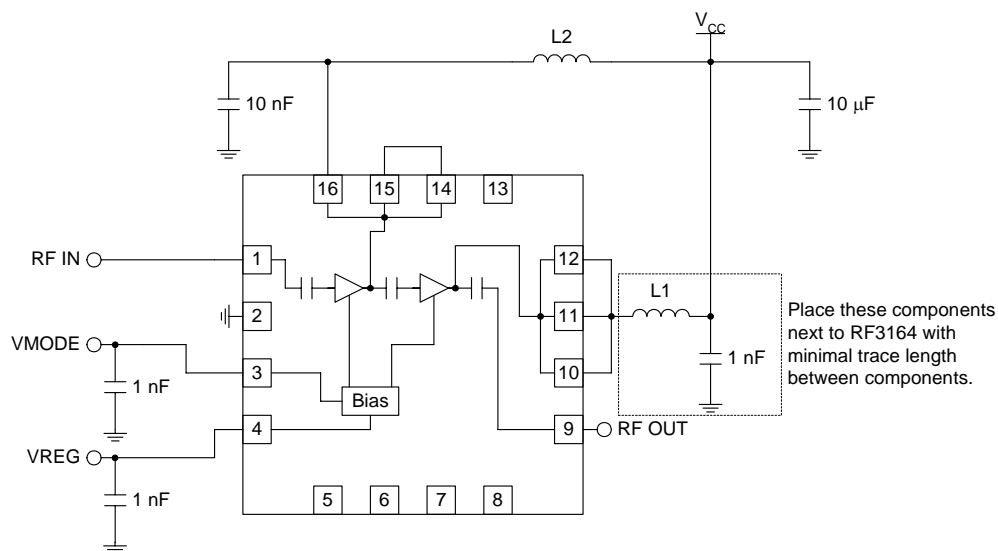 V_CC
L2
10 nF
10 µF
16
15
14
13
RF IN
1
12
L1
2
11
Place these components
next to RF3164 with
minimal trace length
between components.
VMODE
3
10
1 nF
1 nF
Bias
VREG
4
9
RF OUT
1 nF
5
6
7
8